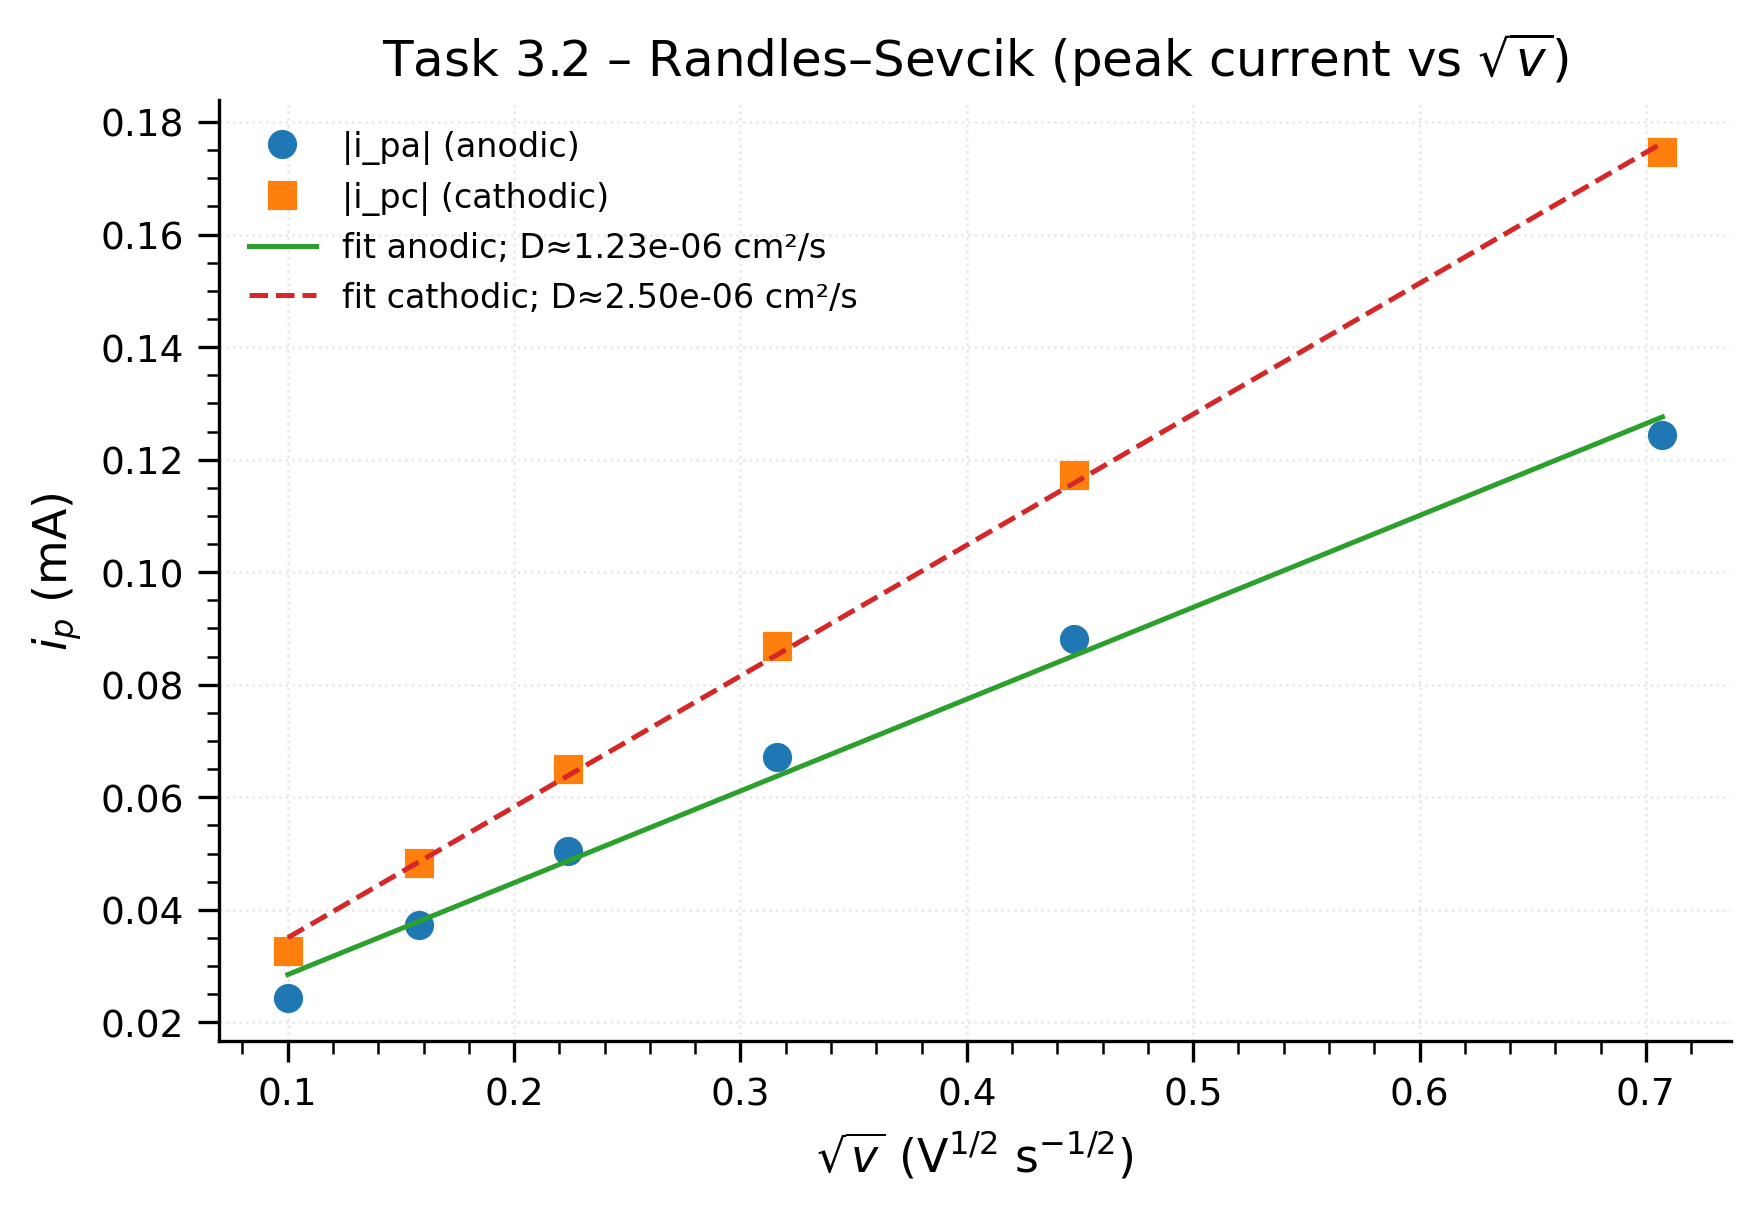 Task 3.2 – Randles–Sevcik (peak current vs √v)
|i_pa| (anodic)
|i_pc| (cathodic)
fit anodic; D≈1.23e-06 cm²/s
fit cathodic; D≈2.50e-06 cm²/s
0.18
0.16
0.14
0.12
0.10
0.08
0.06
0.04
0.02
i_p (mA)
0.1 0.2 0.3 0.4 0.5 0.6 0.7
√v (V^{1/2} s^{−1/2})